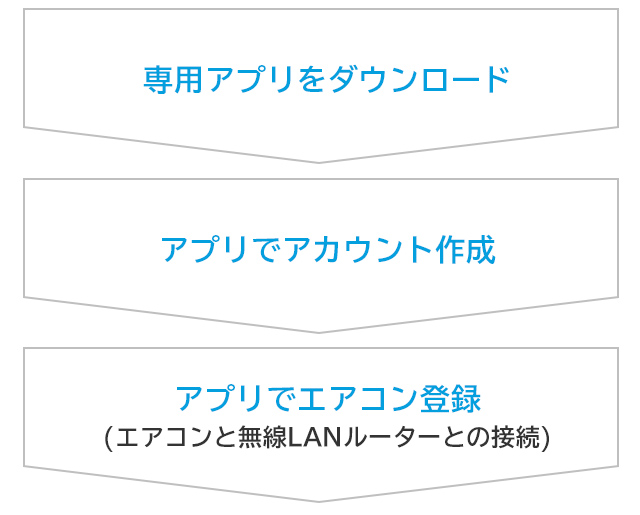 専用アプリをダウンロード
アプリでアカウント作成
アプリでエアコン登録
(エアコンと無線LANルーターとの接続)